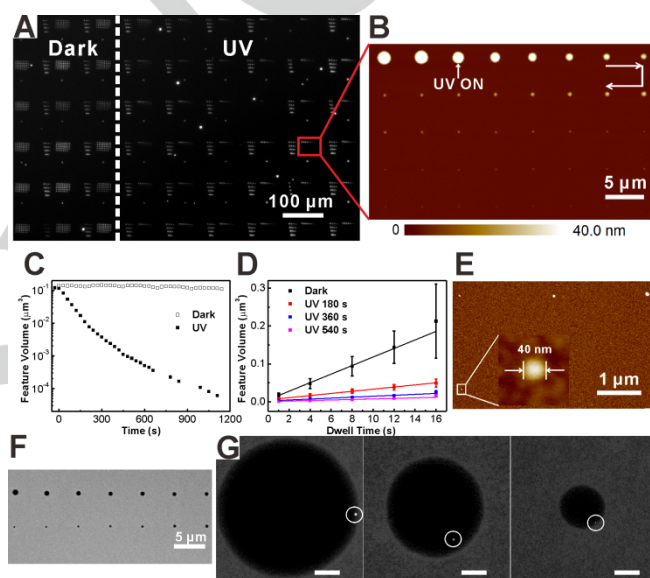 A
Dark
UV
100 μm
B
UV ON
5 μm
0
40.0 nm
C
Feature Volume (μm³)
10⁻¹
10⁻²
10⁻³
10⁻⁴
Dark
UV
0 300 600 900 1200
Time (s)
D
Feature Volume (μm³)
0.3
0.2
0.1
0.0
Dark
UV 180 s
UV 360 s
UV 540 s
0 2 4 6 8 10 12 14 16
Dwell Time (s)
E
40 nm
1 μm
F
5 μm
G